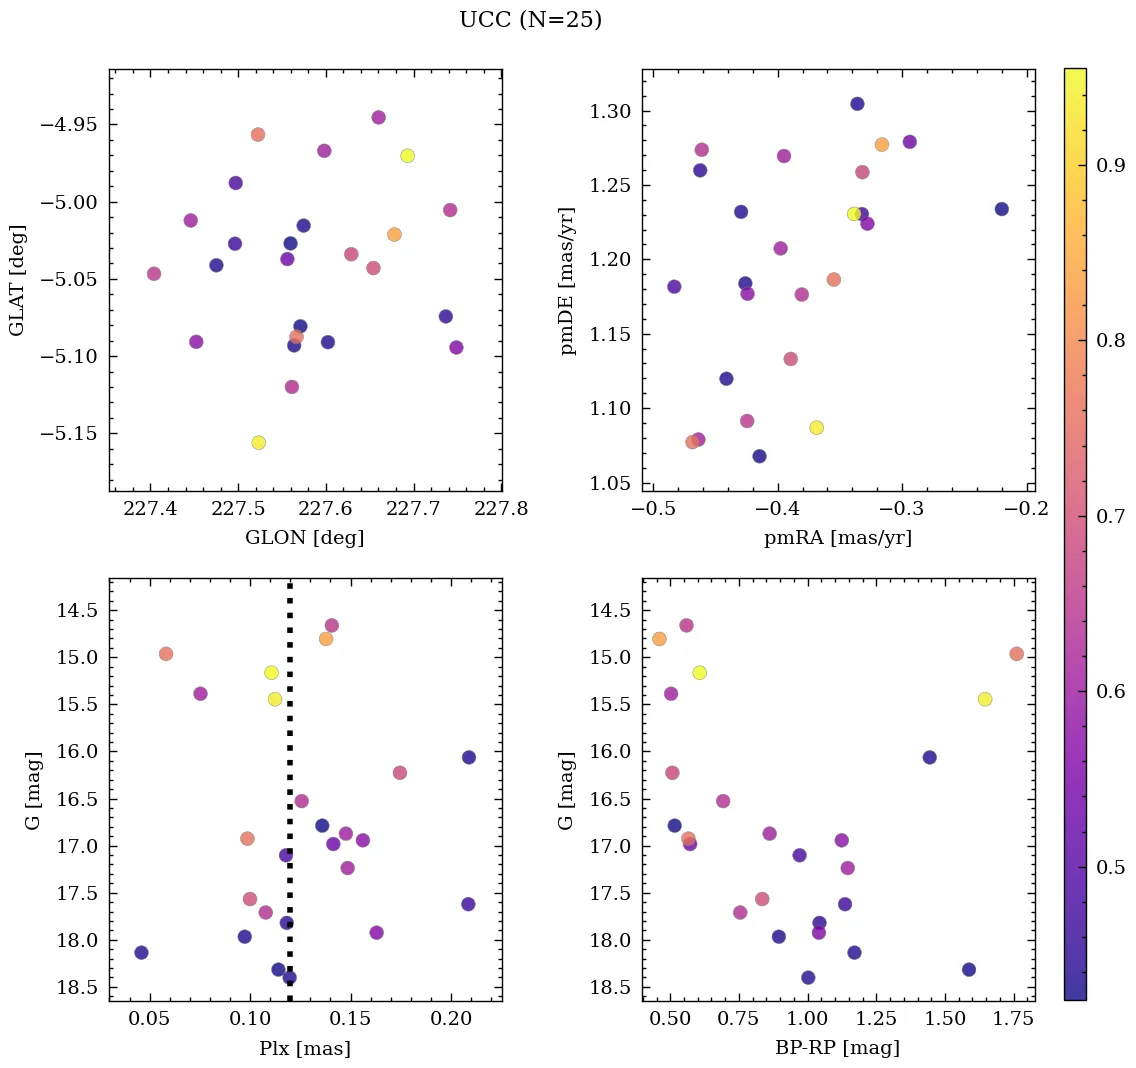 UCC (N=25)
−4.95
−5.00
−5.05
−5.10
−5.15
GLAT [deg]
227.4 227.5 227.6 227.7 227.8
GLON [deg]
1.30
1.25
1.20
1.15
1.10
1.05
pmDE [mas/yr]
−0.5 −0.4 −0.3 −0.2
pmRA [mas/yr]
14.5
15.0
15.5
16.0
16.5
17.0
17.5
18.0
18.5
G [mag]
0.05 0.10 0.15 0.20
Plx [mas]
14.5
15.0
15.5
16.0
16.5
17.0
17.5
18.0
18.5
G [mag]
0.50 0.75 1.00 1.25 1.50 1.75
BP-RP [mag]
0.9
0.8
0.7
0.6
0.5